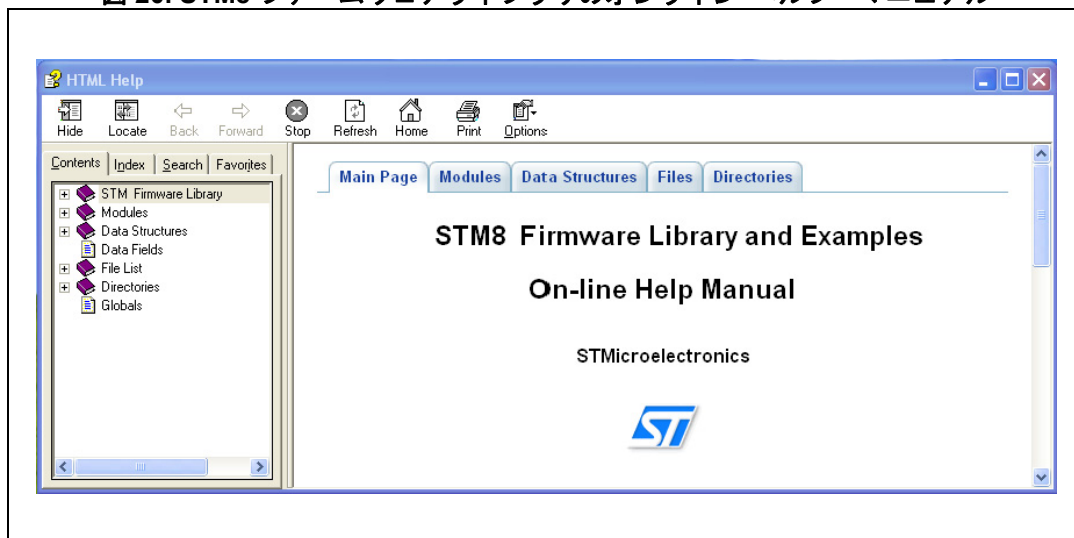 HTML Help
Hide Locate Back Forward Stop Refresh Home Print Options
Contents Index Search Favorites
STM Firmware Library
Modules
Data Structures
Data Fields
File List
Directories
Globals
Main Page Modules Data Structures Files Directories
STM8 Firmware Library and Examples
On-line Help Manual
STMicroelectronics
ST